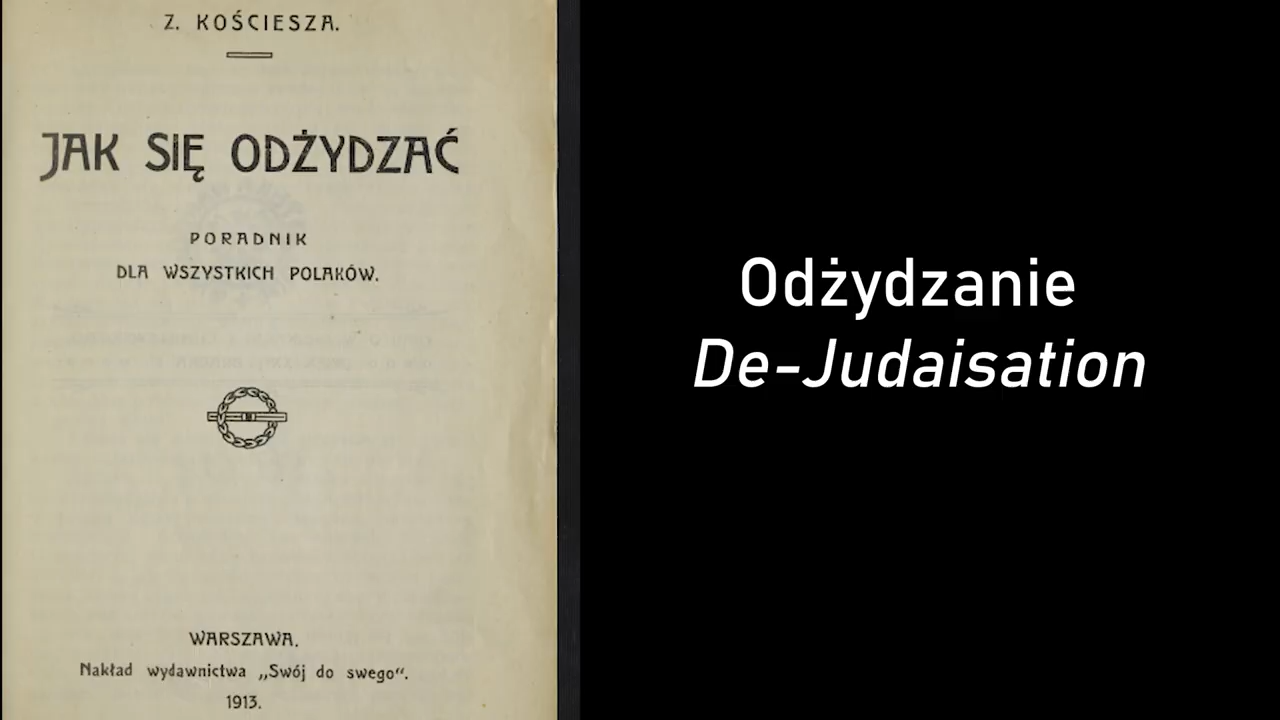 Z. KOŚCIESZA.
JAK SIĘ ODŻYDZAĆ
PORADNIK
DLA WSZYSTKICH POLAKÓW.
WARSZAWA.
Nakład wydawnictwa „Swój do swego“.
1913.
Odżydzanie
De-Judaisation